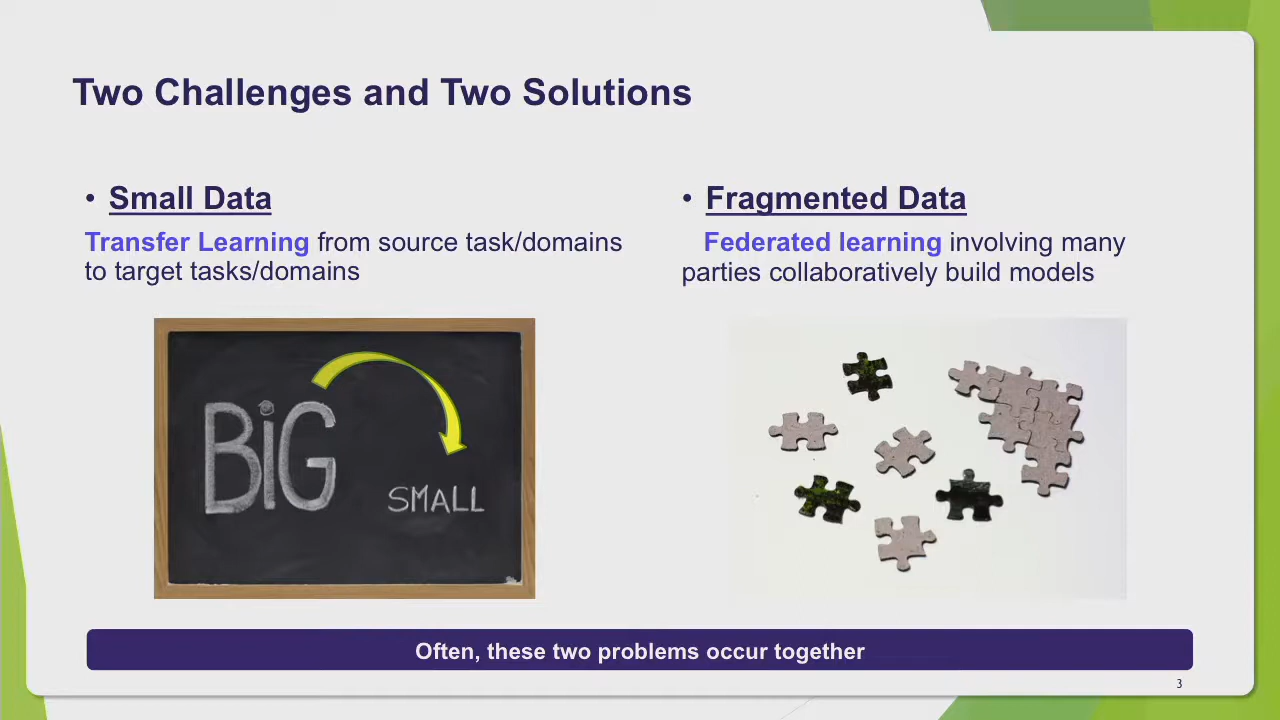 Two Challenges and Two Solutions
• Small Data
Transfer Learning from source task/domains
to target tasks/domains
BiG
SMALL
• Fragmented Data
Federated learning involving many
parties collaboratively build models
Often, these two problems occur together
3